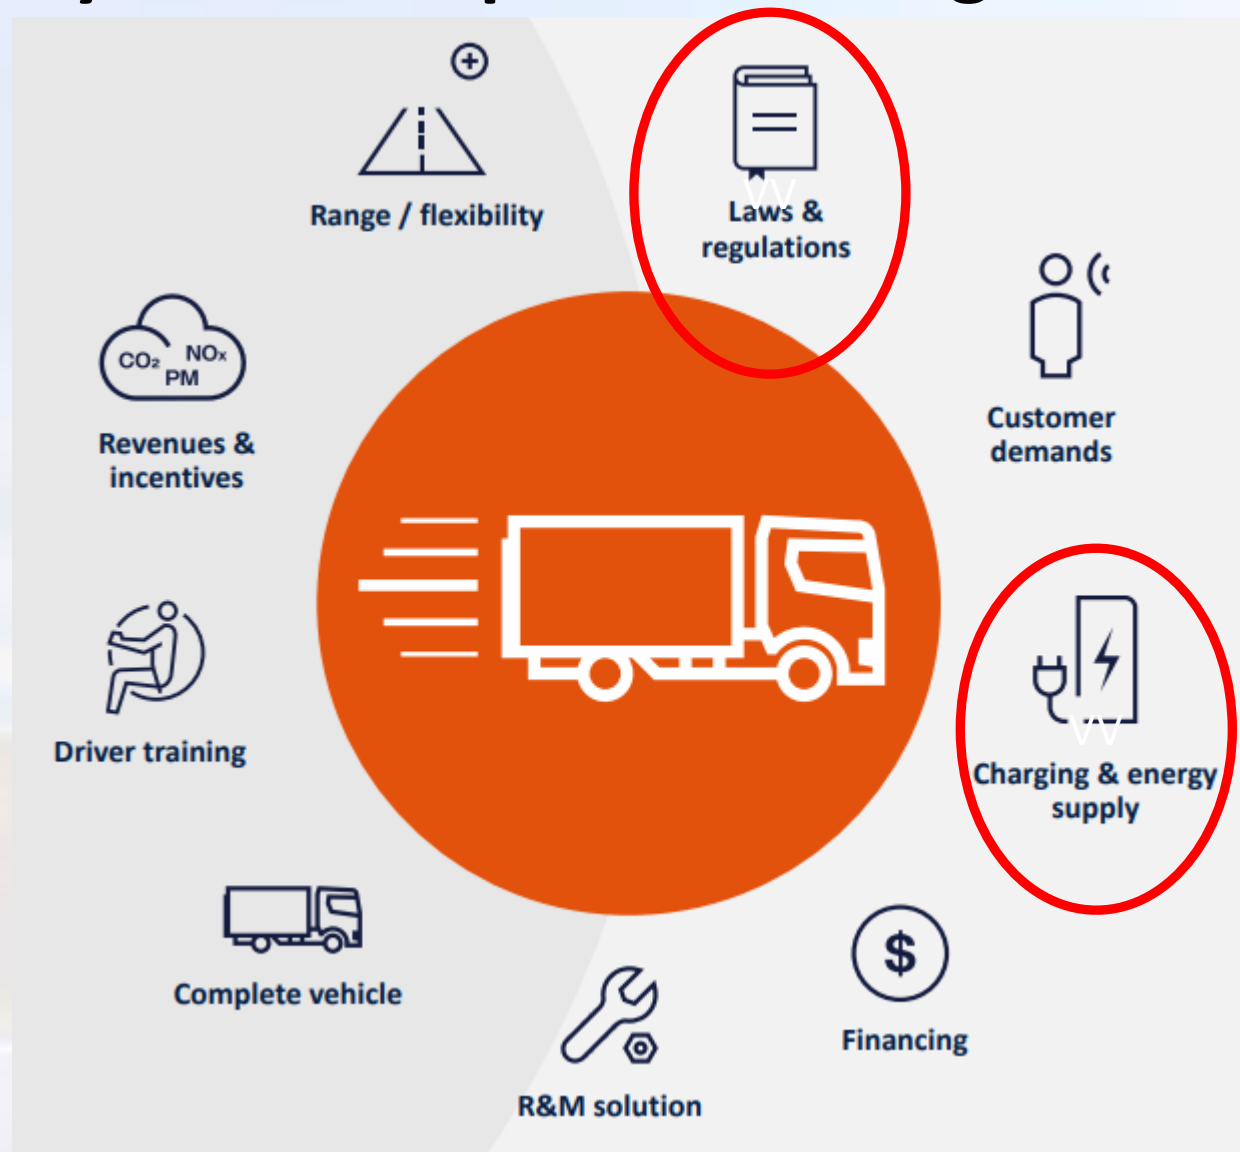 Range / flexibility
Laws &
regulations
Customer
demands
Charging & energy
supply
$
Financing
R&M solution
Complete vehicle
Driver training
CO₂ NOx
PM
Revenues &
incentives